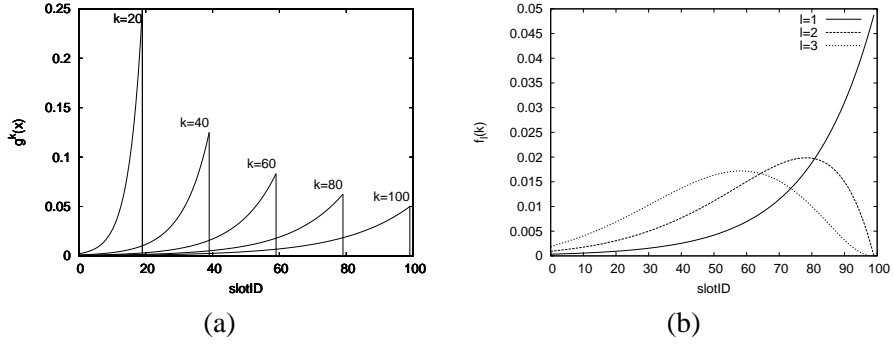 0.25
0.2
0.15
0.1
0.05
0
g^k(x)
k=20
k=40
k=60
k=80
k=100
0 20 40 60 80 100
slotID
(a)
0.05
0.045
0.04
0.035
0.03
0.025
0.02
0.015
0.01
0.005
0
f_l(k)
l=1
l=2
l=3
0 10 20 30 40 50 60 70 80 90 100
slotID
(b)